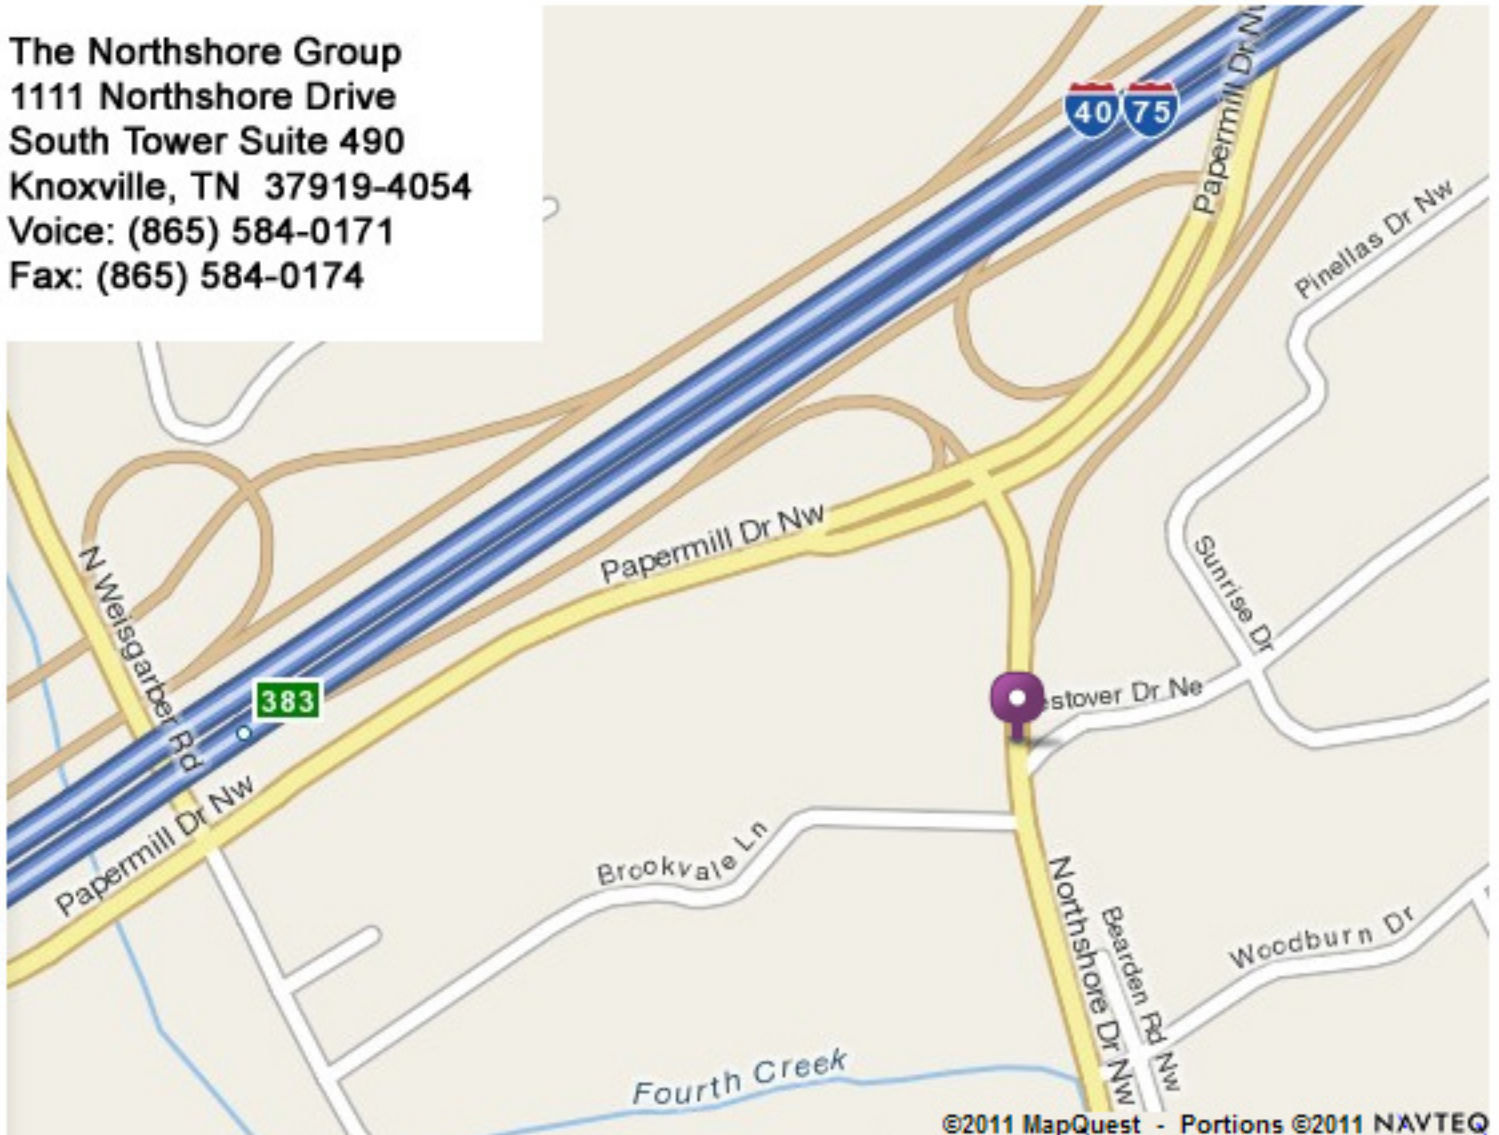 The Northshore Group
1111 Northshore Drive
South Tower Suite 490
Knoxville, TN 37919-4054
Voice: (865) 584-0171
Fax: (865) 584-0174
Papermill Dr Nw
40 75
Pinellas Dr Nw
Papermill Dr Nw
N Weisgarber Rd
Sunrise Dr
383
estover Dr Ne
Papermill Dr Nw
Brookvale Ln
Northshore Dr Nw
Bearden Rd Nw
Woodburn Dr
Fourth Creek
©2011 MapQuest - Portions ©2011 NAVTEQ